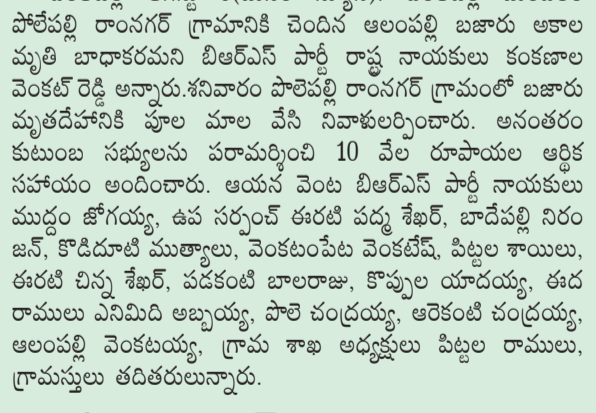 పోలేపల్లి రాంనగర్ గ్రామానికి చెందిన ఆలంపల్లి బజారు అకాల
మృతి బాధాకరమని బిఆర్ఎస్ పార్టీ రాష్ట్ర నాయకులు కంకణాల
వెంకట్ రెడ్డి అన్నారు.శనివారం పొలెపల్లి రాంనగర్ గ్రామంలో బజారు
మృతదేహానికి పూల మాల వేసి నివాళులర్పించారు. అనంతరం
కుటుంబ సభ్యులను పరామర్శించి 10 వేల రూపాయల ఆర్థిక
సహాయం అందించారు. ఆయన వెంట బిఆర్ఎస్ పార్టీ నాయకులు
ముద్దం జోగయ్య, ఉప సర్పంచ్ ఈరటి పద్మ శేఖర్, బాదేపల్లి నిరం
జన్, కొడిదూటి ముత్యాలు, వెంకటంపేట వెంకటేష్, పిట్టల శాయిలు,
ఈరటి చిన్న శేఖర్, పడకంటి బాలరాజు, కొప్పుల యాదయ్య, ఈద
రాములు ఎనిమిది అబ్బయ్య, పొలె చంద్రయ్య, ఆరెకంటి చంద్రయ్య,
ఆలంపల్లి వెంకటయ్య, గ్రామ శాఖ అధ్యక్షులు పిట్టల రాములు,
గ్రామస్తులు తదితరులున్నారు.